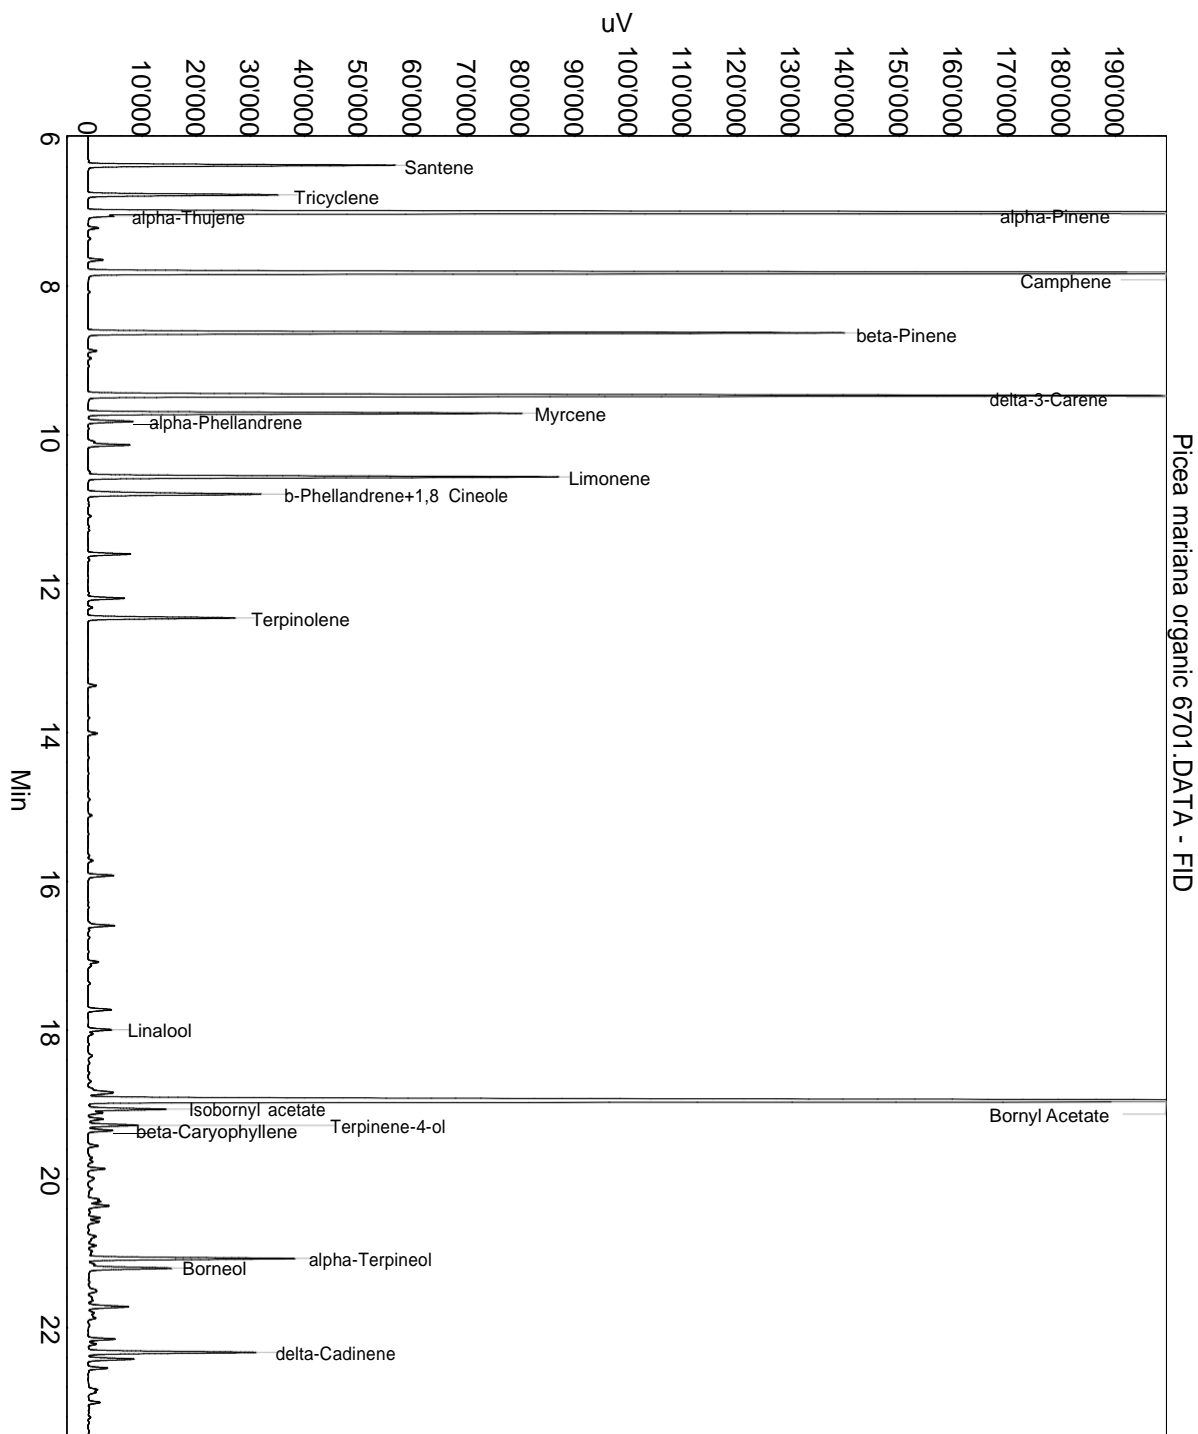 Picea mariana organic 6701.DATA - FID
uV
0
10'000
20'000
30'000
40'000
50'000
60'000
70'000
80'000
90'000
100'000
110'000
120'000
130'000
140'000
150'000
160'000
170'000
180'000
190'000
6
8
10
12
14
16
18
20
22
Min
Santene
Tricyclene
alpha-Thujene
alpha-Pinene
Camphene
beta-Pinene
delta-3-Carene
Myrcene
alpha-Phellandrene
Limonene
b-Phellandrene+1,8 Cineole
Terpinolene
Linalool
Isobornyl acetate
Bornyl Acetate
Terpinene-4-ol
beta-Caryophyllene
alpha-Terpineol
Borneol
delta-Cadinene